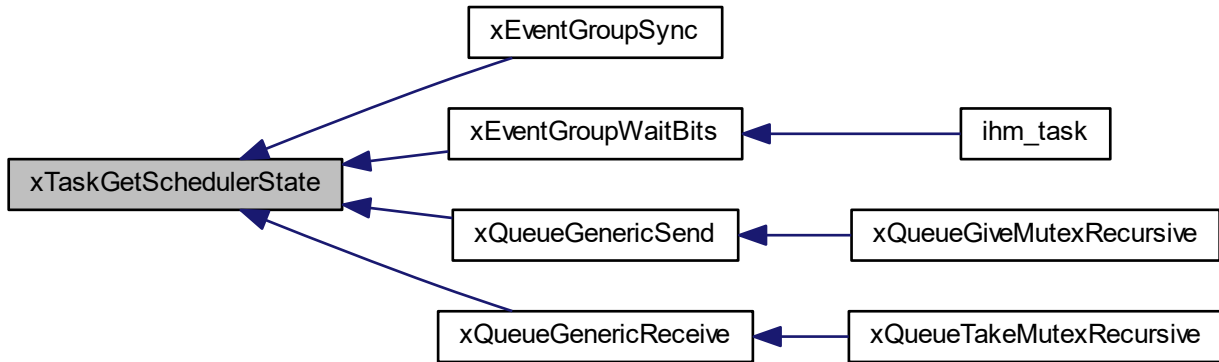 xEventGroupSync
xEventGroupWaitBits
ihm_task
xTaskGetSchedulerState
xQueueGenericSend
xQueueGiveMutexRecursive
xQueueGenericReceive
xQueueTakeMutexRecursive